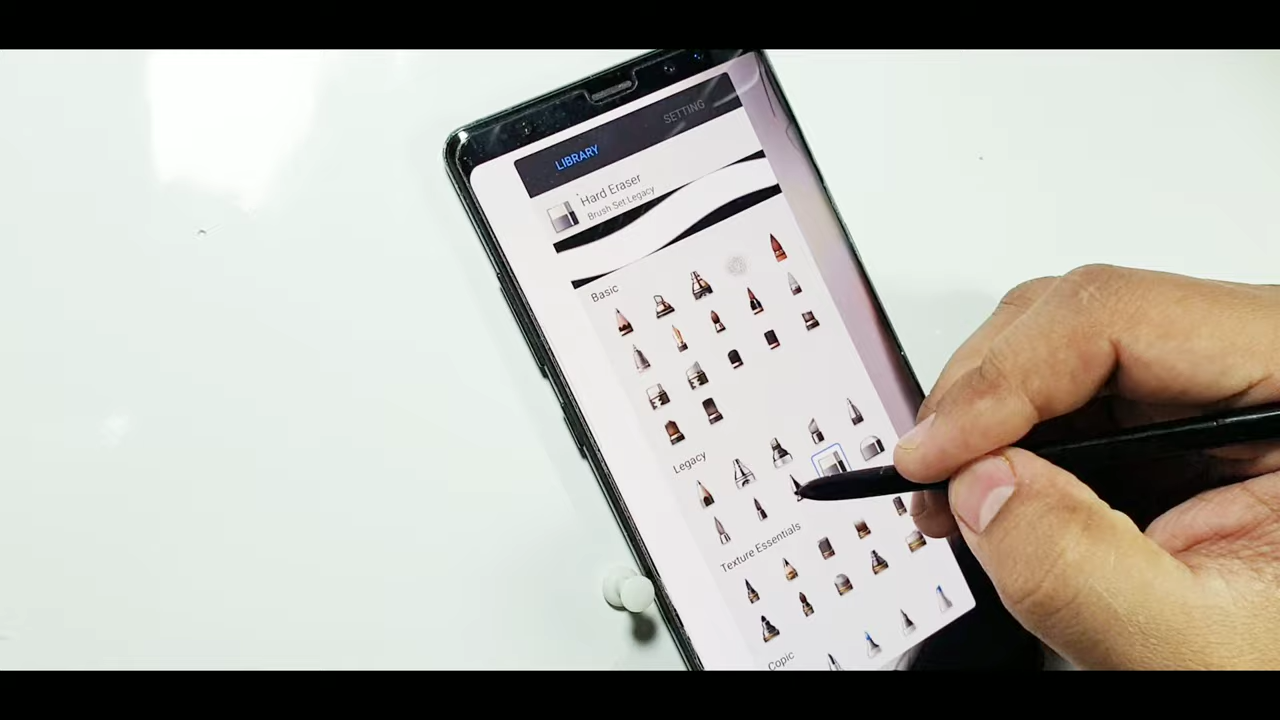 LIBRARY
SETTING
Hard Eraser
Brush Set:Legacy
Basic
Legacy
Texture Essentials
Copic